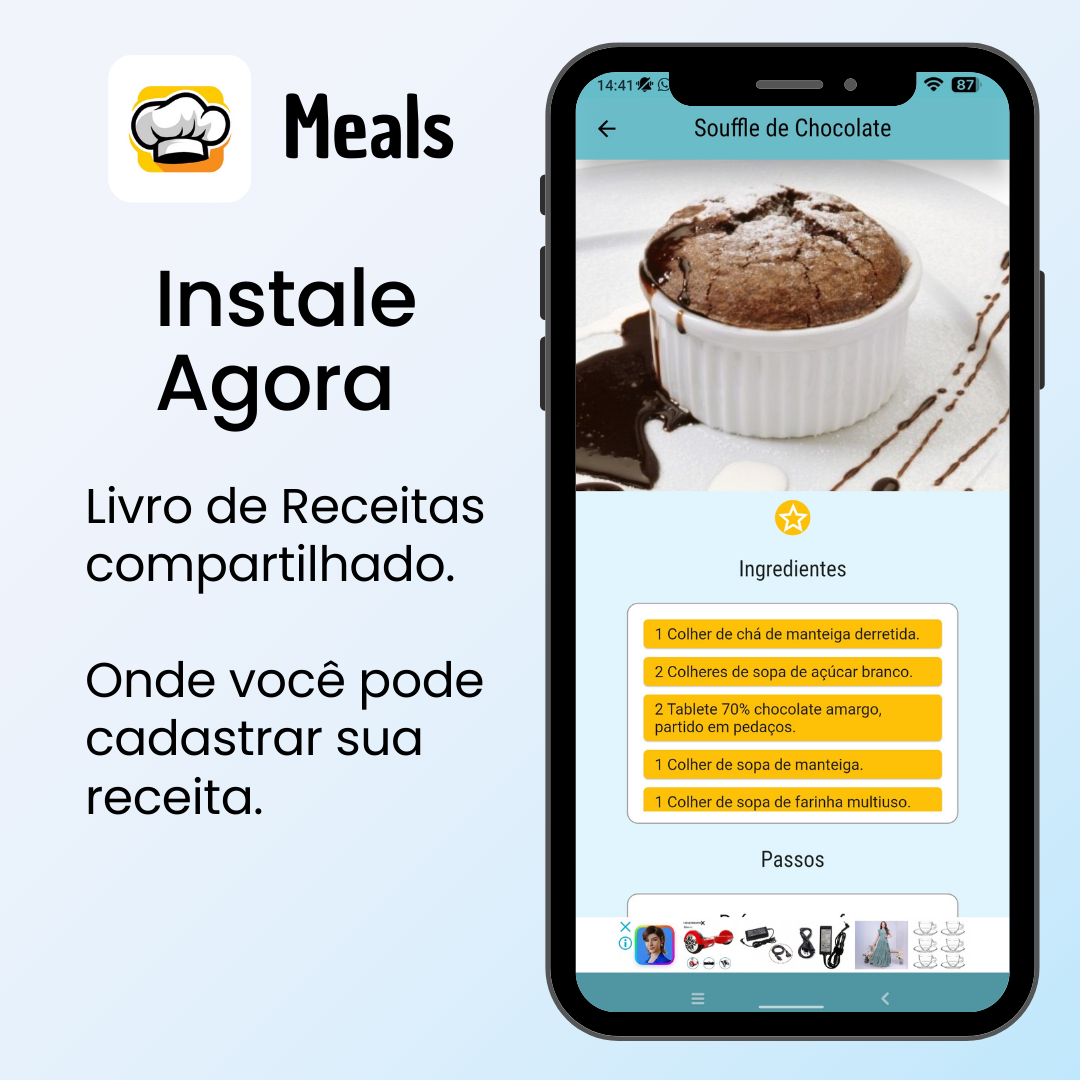 Meals
Instale
Agora
Livro de Receitas
compartilhado.
Onde você pode
cadastrar sua
receita.
14:41
87
Souffle de Chocolate
Ingredientes
1 Colher de chá de manteiga derretida.
2 Colheres de sopa de açúcar branco.
2 Tablete 70% chocolate amargo,
partido em pedaços.
1 Colher de sopa de manteiga.
1 Colher de sopa de farinha multiuso.
Passos